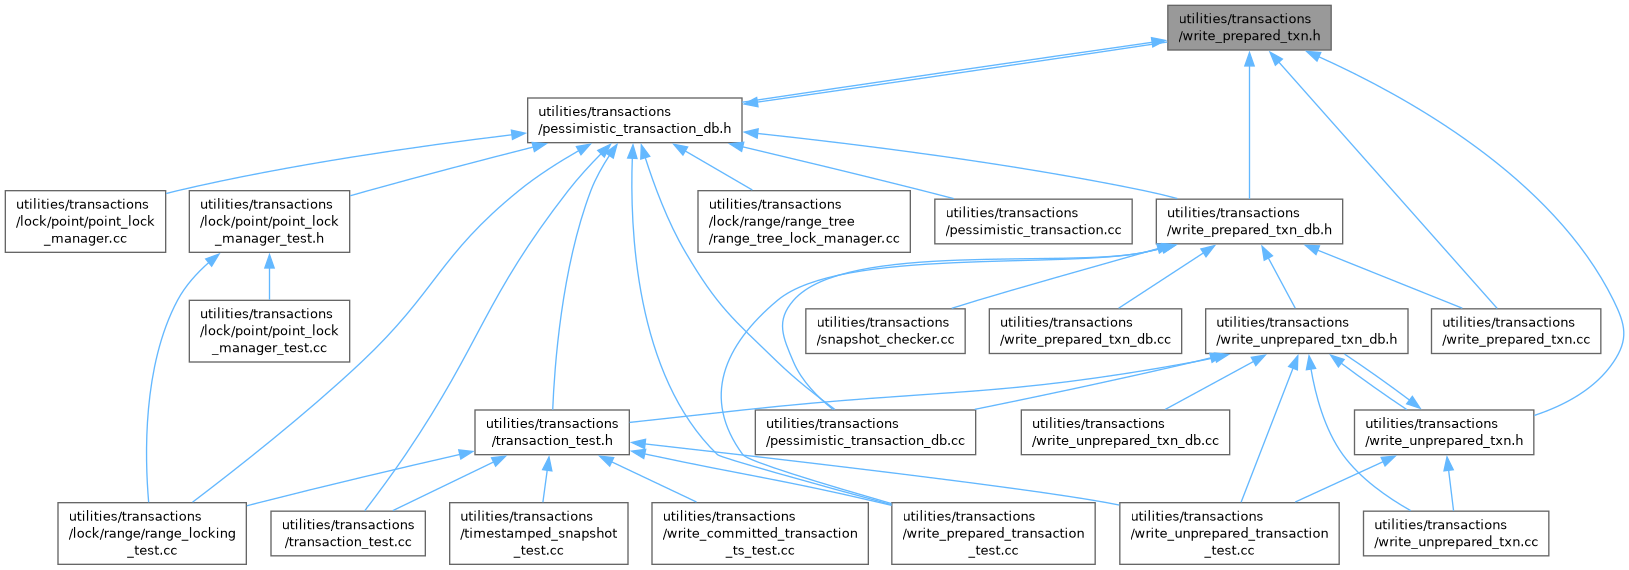 utilities/transactions
/write_prepared_txn.h
utilities/transactions
/pessimistic_transaction_db.h
utilities/transactions
/lock/point/point_lock
_manager.cc
utilities/transactions
/lock/point/point_lock
_manager_test.h
utilities/transactions
/lock/range/range_tree
/range_tree_lock_manager.cc
utilities/transactions
/pessimistic_transaction.cc
utilities/transactions
/write_prepared_txn_db.h
utilities/transactions
/lock/point/point_lock
_manager_test.cc
utilities/transactions
/snapshot_checker.cc
utilities/transactions
/write_prepared_txn_db.cc
utilities/transactions
/write_unprepared_txn_db.h
utilities/transactions
/write_prepared_txn.cc
utilities/transactions
/transaction_test.h
utilities/transactions
/pessimistic_transaction_db.cc
utilities/transactions
/write_unprepared_txn_db.cc
utilities/transactions
/write_unprepared_txn.h
utilities/transactions
/lock/range/range_locking
_test.cc
utilities/transactions
/transaction_test.cc
utilities/transactions
/timestamped_snapshot
_test.cc
utilities/transactions
/write_committed_transaction
_ts_test.cc
utilities/transactions
/write_prepared_transaction
_test.cc
utilities/transactions
/write_unprepared_transaction
_test.cc
utilities/transactions
/write_unprepared_txn.cc